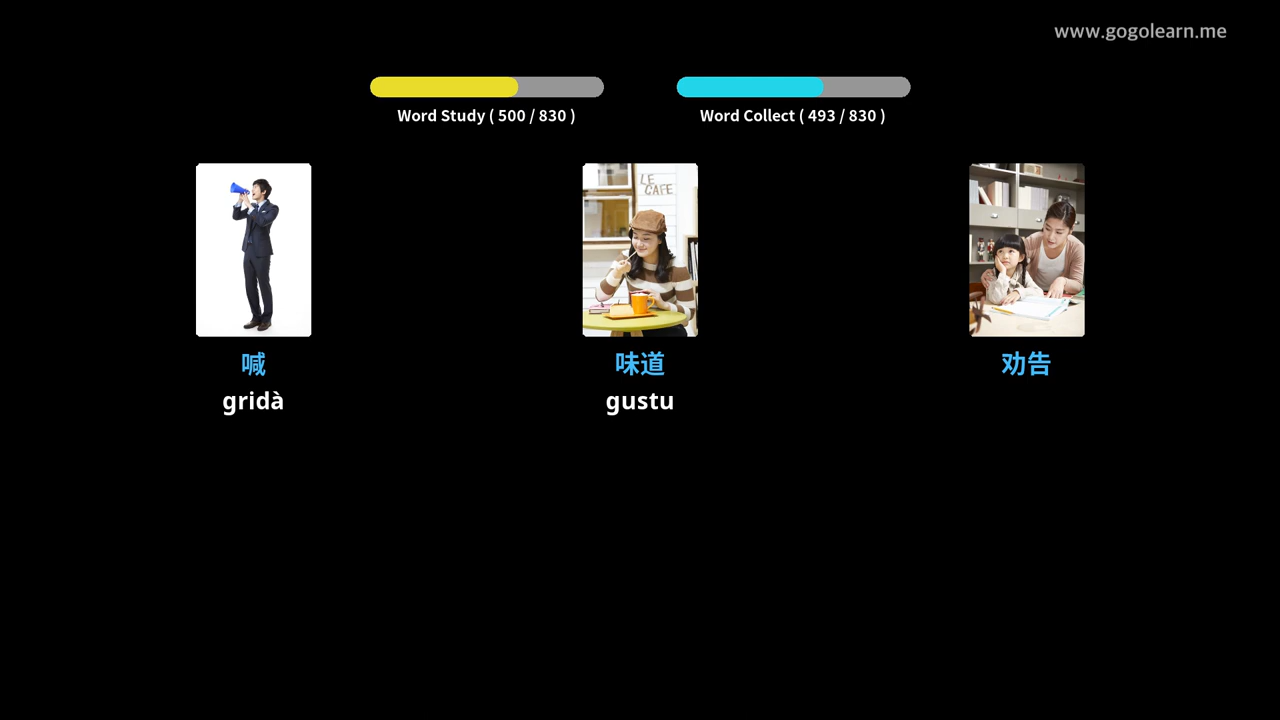 www.gogolearn.me
Word Study ( 500 / 830 )
Word Collect ( 493 / 830 )
LE
CAFE
喊
味道
劝告
gridà
gustu